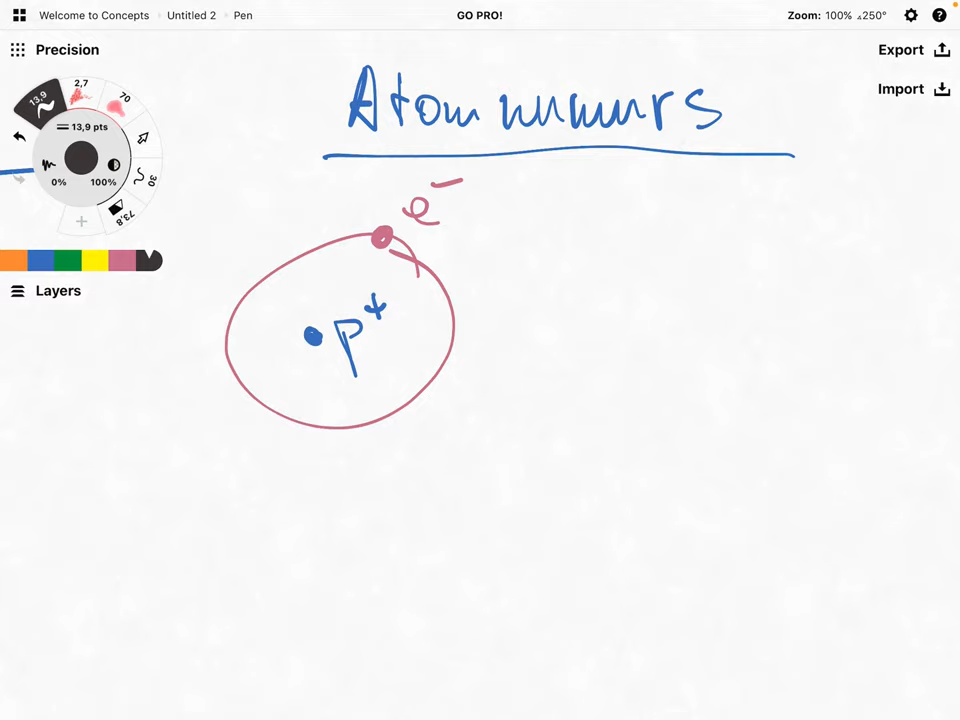 Welcome to Concepts › Untitled 2 › Pen
GO PRO!
Zoom: 100% ⊿250°
Precision
Export
Import
13,9
2,7
70
13,9 pts
0%
100%
30
73,8
Layers
Atomnumurs
e⁻
p⁺